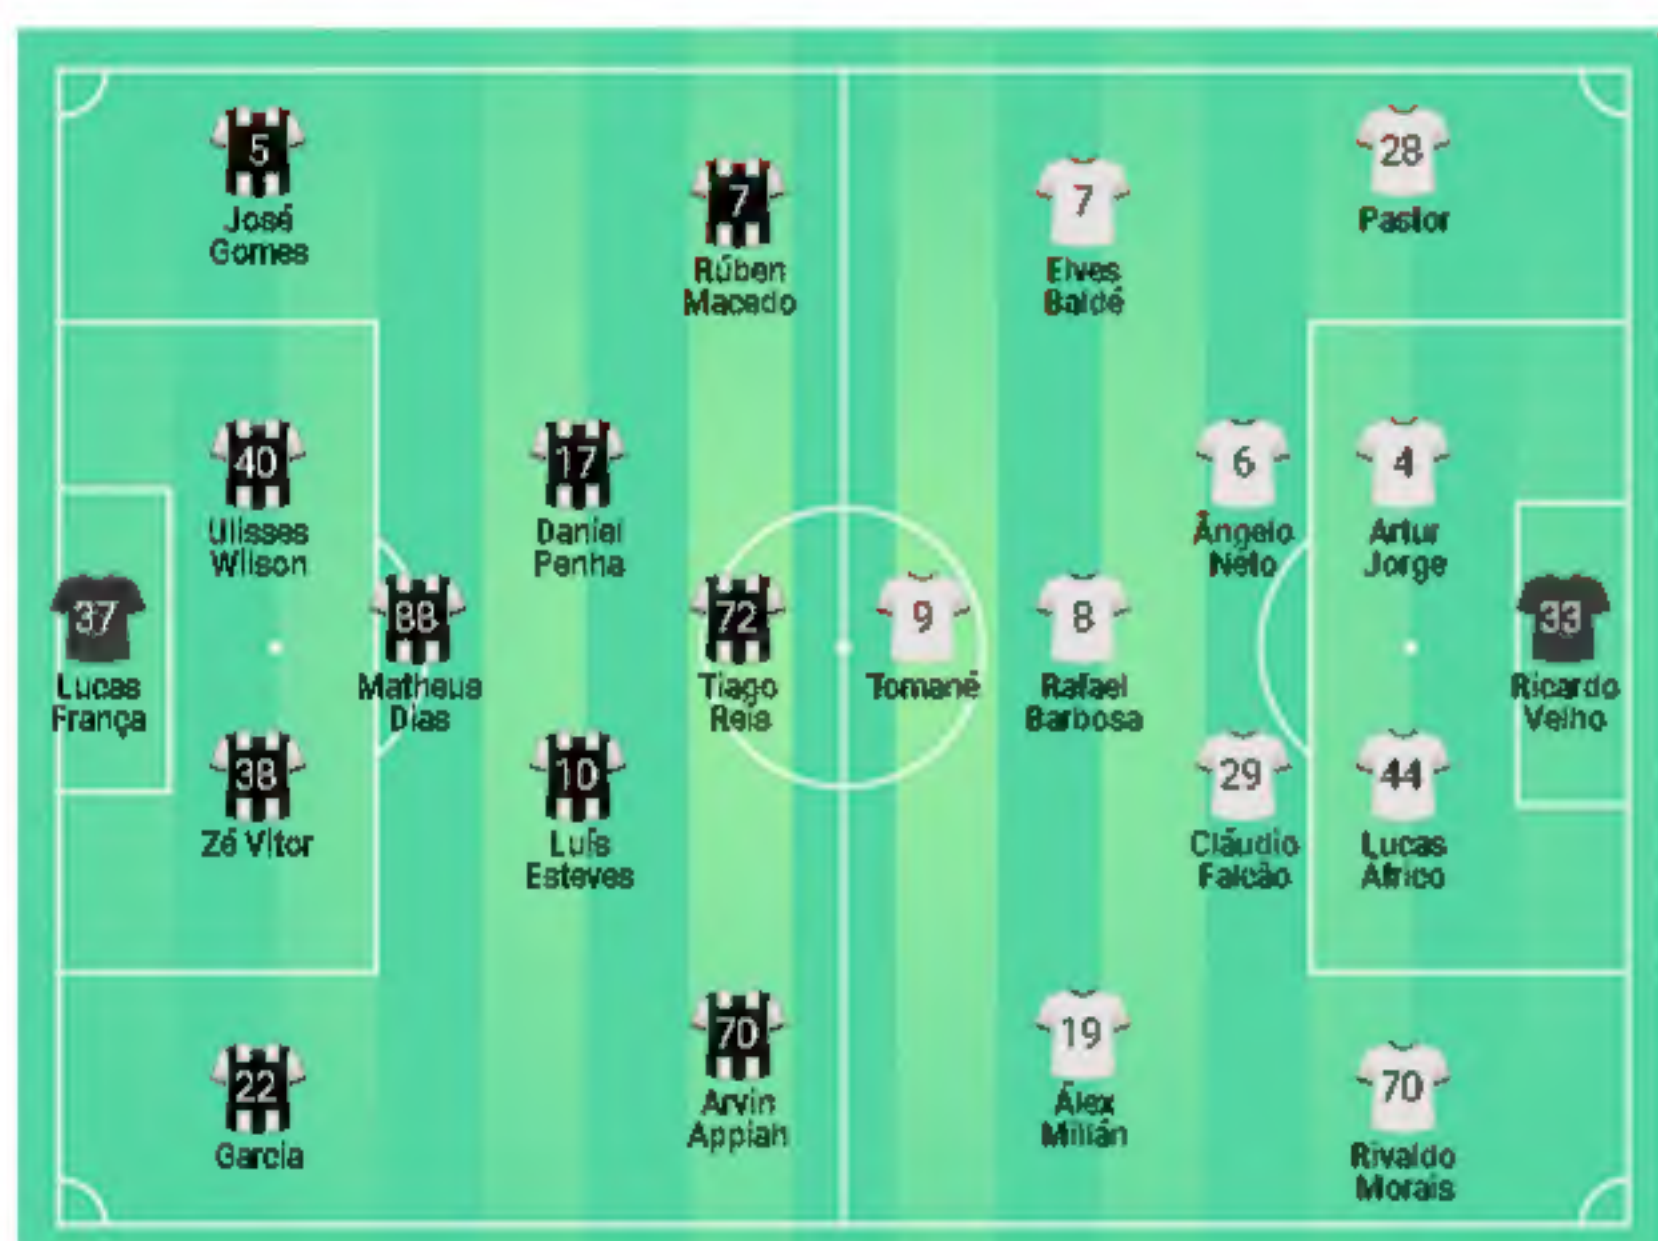 5
José
Gomes
40
Ulisses
Wilson
37
Lucas
França
38
Zé Vitor
22
Garcia
88
Matheus
Dias
17
Daniel
Penha
10
Luís
Esteves
7
Rúben
Macedo
72
Tiago
Reis
70
Arvin
Appiah
9
Tomané
7
Elves
Baldé
8
Rafael
Barbosa
19
Álex
Millán
6
Ângelo
Neto
29
Cláudio
Falcão
28
Pastor
4
Artur
Jorge
44
Lucas
Áfrico
70
Rivaldo
Morais
33
Ricardo
Velho